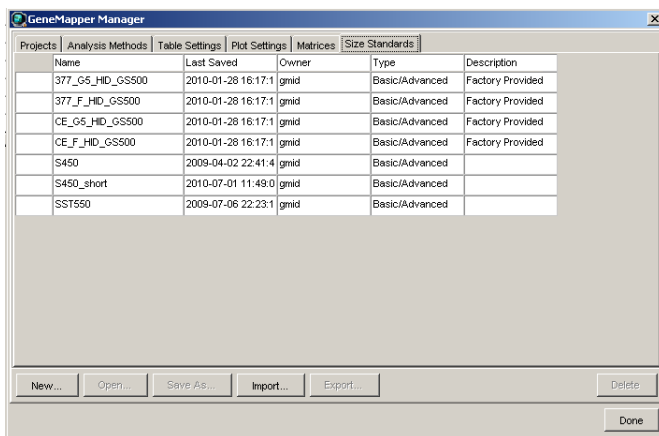 GeneMapper Manager
Projects Analysis Methods Table Settings Plot Settings Matrices Size Standards
Name Last Saved Owner Type Description
377_G5_HID_GS500 2010-01-28 16:17:1 gmid Basic/Advanced Factory Provided
377_F_HID_GS500 2010-01-28 16:17:1 gmid Basic/Advanced Factory Provided
CE_G5_HID_GS500 2010-01-28 16:17:1 gmid Basic/Advanced Factory Provided
CE_F_HID_GS500 2010-01-28 16:17:1 gmid Basic/Advanced Factory Provided
S450 2009-04-02 22:41:4 gmid Basic/Advanced
S450_short 2010-07-01 11:49:0 gmid Basic/Advanced
SST550 2009-07-06 22:23:1 gmid Basic/Advanced
New... Open... Save As... Import... Export... Delete
Done